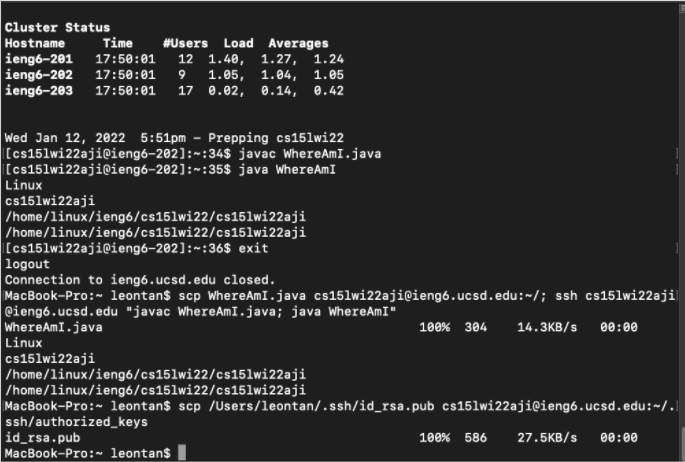 Cluster Status
Hostname     Time    #Users  Load  Averages
ieng6-201   17:50:01   12  1.40,  1.27,  1.24
ieng6-202   17:50:01   9   1.05,  1.04,  1.05
ieng6-203   17:50:01   17  0.02,  0.14,  0.42
Wed Jan 12, 2022  5:51pm - Prepping cs15lwi22
[cs15lwi22aji@ieng6-202]:~:34$ javac WhereAmI.java
[cs15lwi22aji@ieng6-202]:~:35$ java WhereAmI
Linux
cs15lwi22aji
/home/linux/ieng6/cs15lwi22/cs15lwi22aji
/home/linux/ieng6/cs15lwi22/cs15lwi22aji
[cs15lwi22aji@ieng6-202]:~:36$ exit
logout
Connection to ieng6.ucsd.edu closed.
MacBook-Pro:~ leontan$ scp WhereAmI.java cs15lwi22aji@ieng6.ucsd.edu:~/; ssh cs15lwi22aji
@ieng6.ucsd.edu "javac WhereAmI.java; java WhereAmI"
WhereAmI.java                                 100%  304    14.3KB/s   00:00
Linux
cs15lwi22aji
/home/linux/ieng6/cs15lwi22/cs15lwi22aji
/home/linux/ieng6/cs15lwi22/cs15lwi22aji
MacBook-Pro:~ leontan$ scp /Users/leontan/.ssh/id_rsa.pub cs15lwi22aji@ieng6.ucsd.edu:~/.
ssh/authorized_keys
id_rsa.pub                                    100%  586    27.5KB/s   00:00
MacBook-Pro:~ leontan$